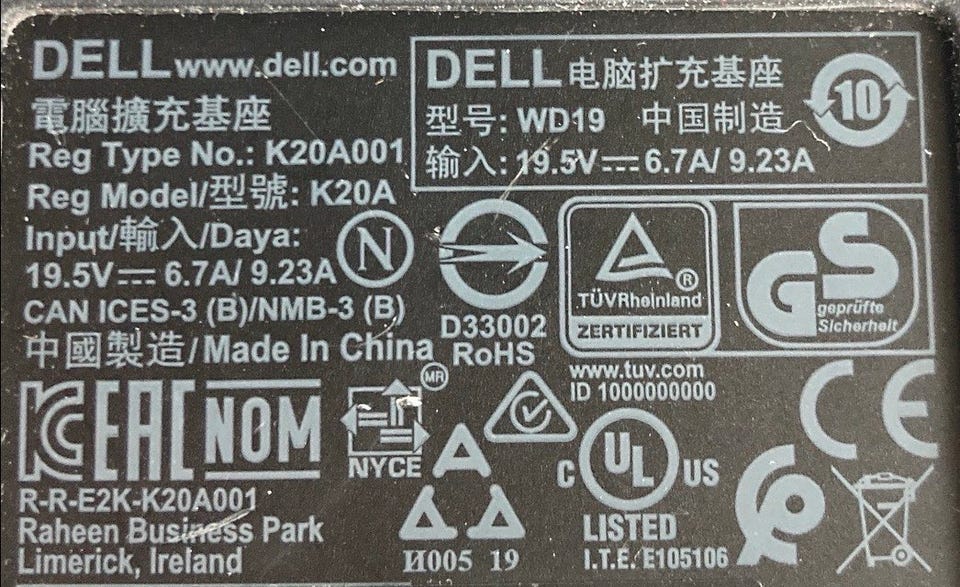 DELL www.dell.com
電腦擴充基座
Reg Type No.: K20A001
Reg Model/型號: K20A
Input/輸入/Daya:
19.5V⎓6.7A/ 9.23A
CAN ICES-3 (B)/NMB-3 (B)
中國製造/Made In China
DELL 电脑扩充基座
型号: WD19 中国制造
输入: 19.5V⎓6.7A/ 9.23A
10
N
D33002
RoHS
TÜVRheinland®
ZERTIFIZIERT
GS
geprüfte
Sicherheit
www.tuv.com
ID 1000000000
KC EAC NOM
NYCE MR
C UL US
LISTED
I.T.E./E105106
CE
R-R-E2K-K20A001
Raheen Business Park
Limerick, Ireland
И005 19